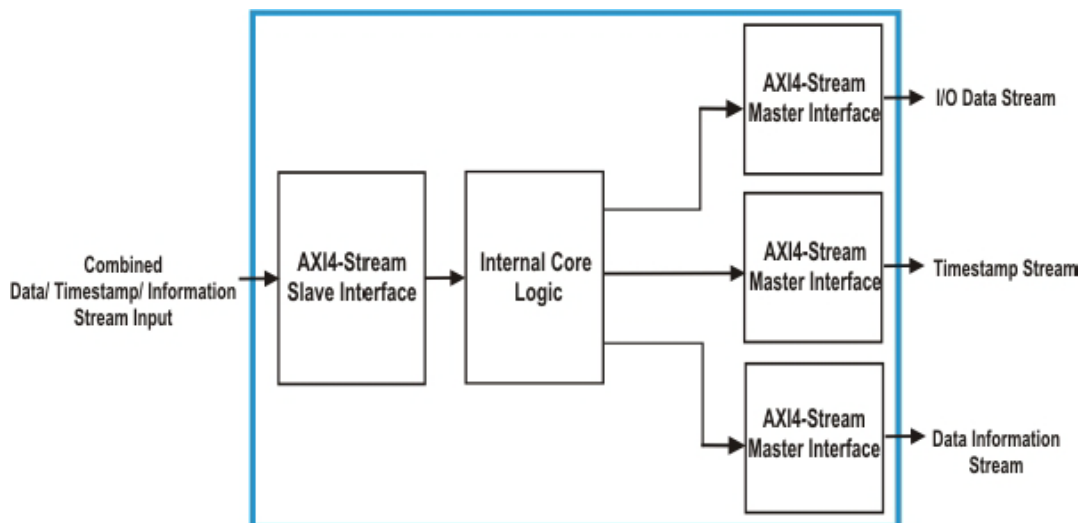 AXI4-Stream
Master Interface
I/O Data Stream
Combined
Data/ Timestamp/ Information
Stream Input
AXI4-Stream
Slave Interface
Internal Core
Logic
AXI4-Stream
Master Interface
Timestamp Stream
AXI4-Stream
Master Interface
Data Information
Stream